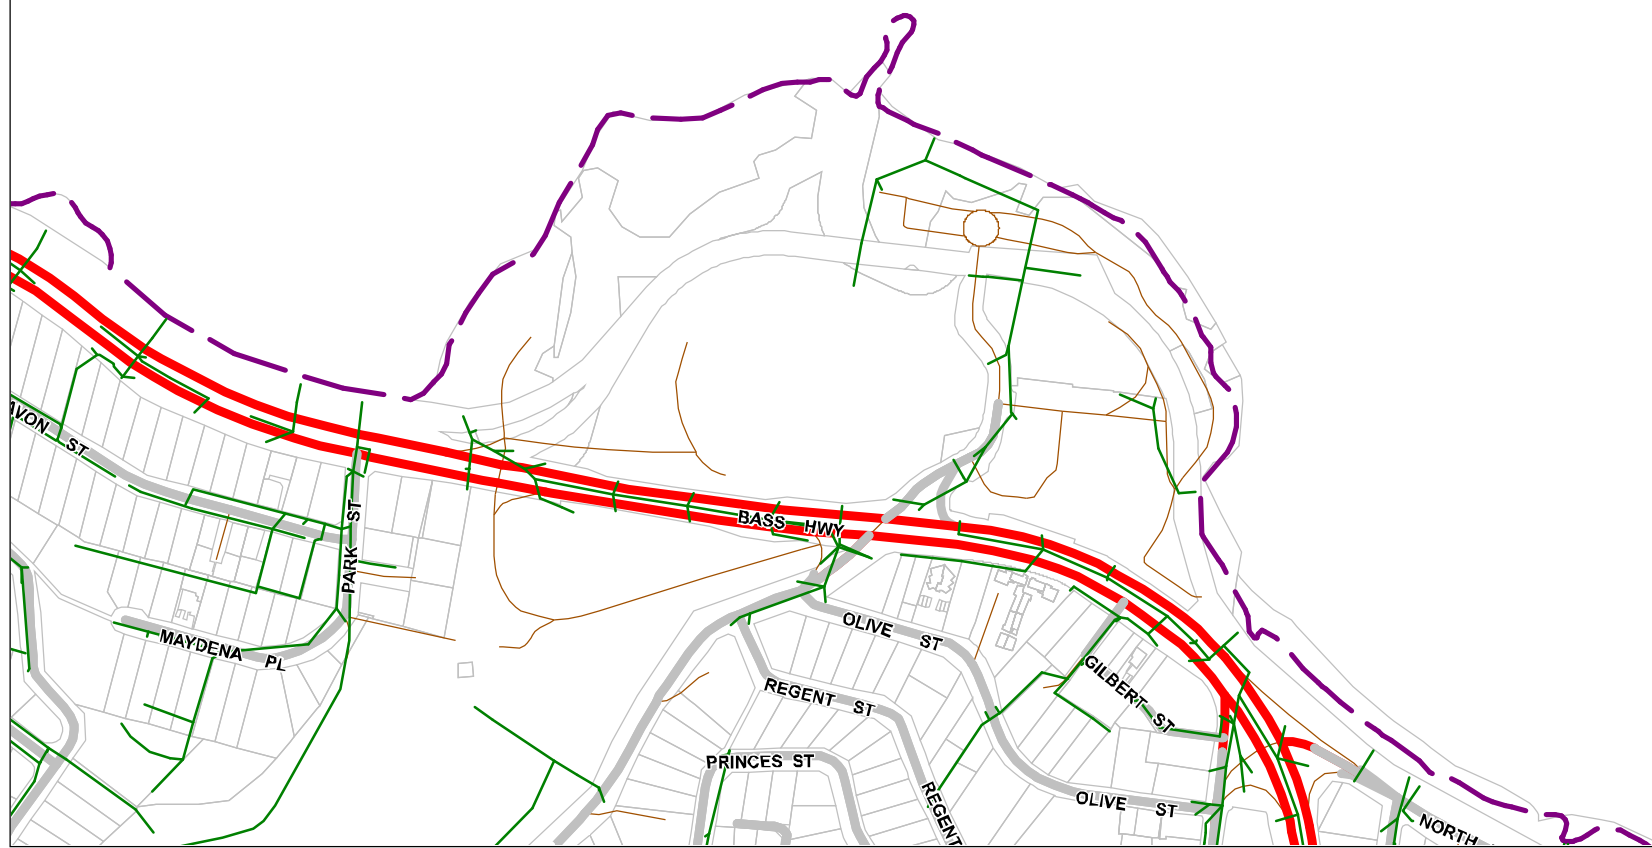 AVON ST
BASS HWY
PARK ST
MAYDENA PL
OLIVE ST
REGENT ST
GILBERT ST
PRINCES ST
REGENT
OLIVE ST
NORTH